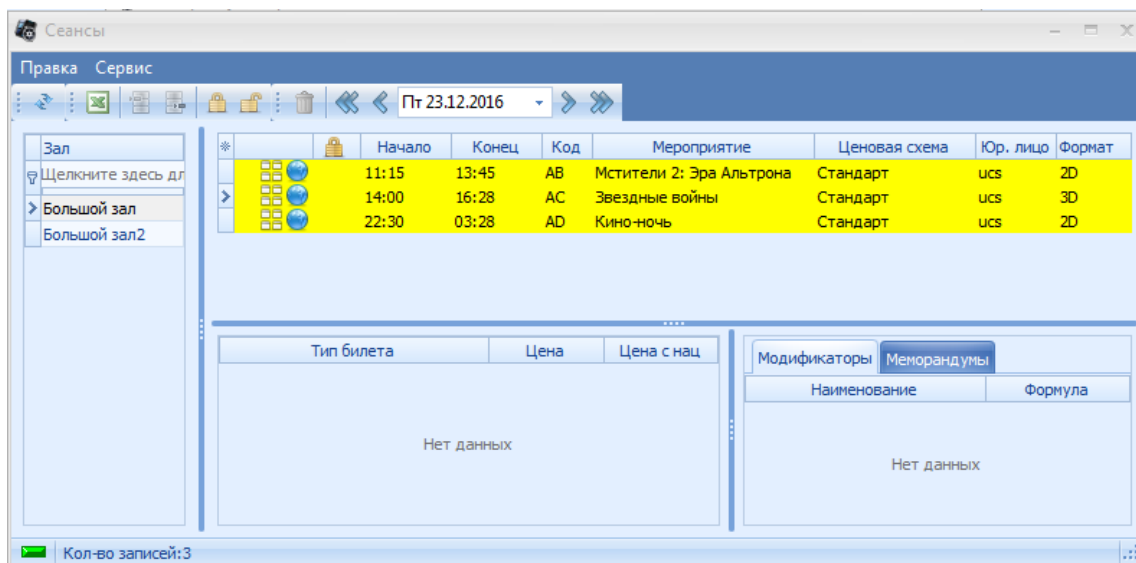 Сеансы
Правка Сервис
Пт 23.12.2016
Зал
Щелкните здесь дл
Большой зал
Большой зал2
Начало Конец Код Мероприятие Ценовая схема Юр. лицо Формат
11:15 13:45 AB Мстители 2: Эра Альтрона Стандарт ucs 2D
14:00 16:28 AC Звездные войны Стандарт ucs 3D
22:30 03:28 AD Кино-ночь Стандарт ucs 2D
Тип билета Цена Цена с нац
Нет данных
Модификаторы Меморандумы
Наименование Формула
Нет данных
Кол-во записей:3